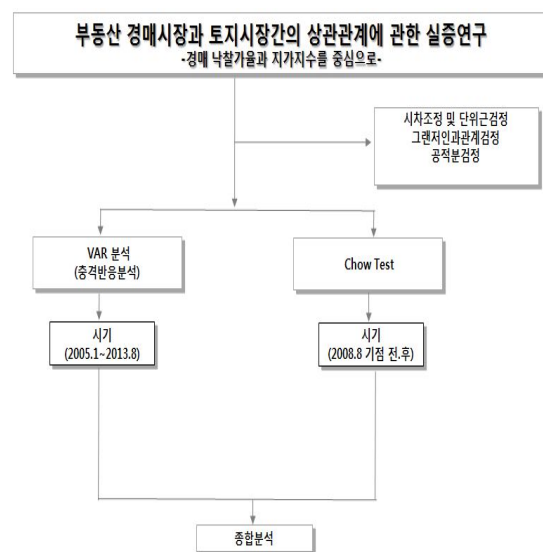 부동산 경매시장과 토지시장간의 상관관계에 관한 실증연구
-경매 낙찰가율과 지가지수를 중심으로-
시차조정 및 단위근검정
그랜저인과관계검정
공적분검정
VAR 분석
(충격반응분석)
Chow Test
시기
(2005.1~2013.8)
시기
(2008.8 기점 전.후)
종합분석